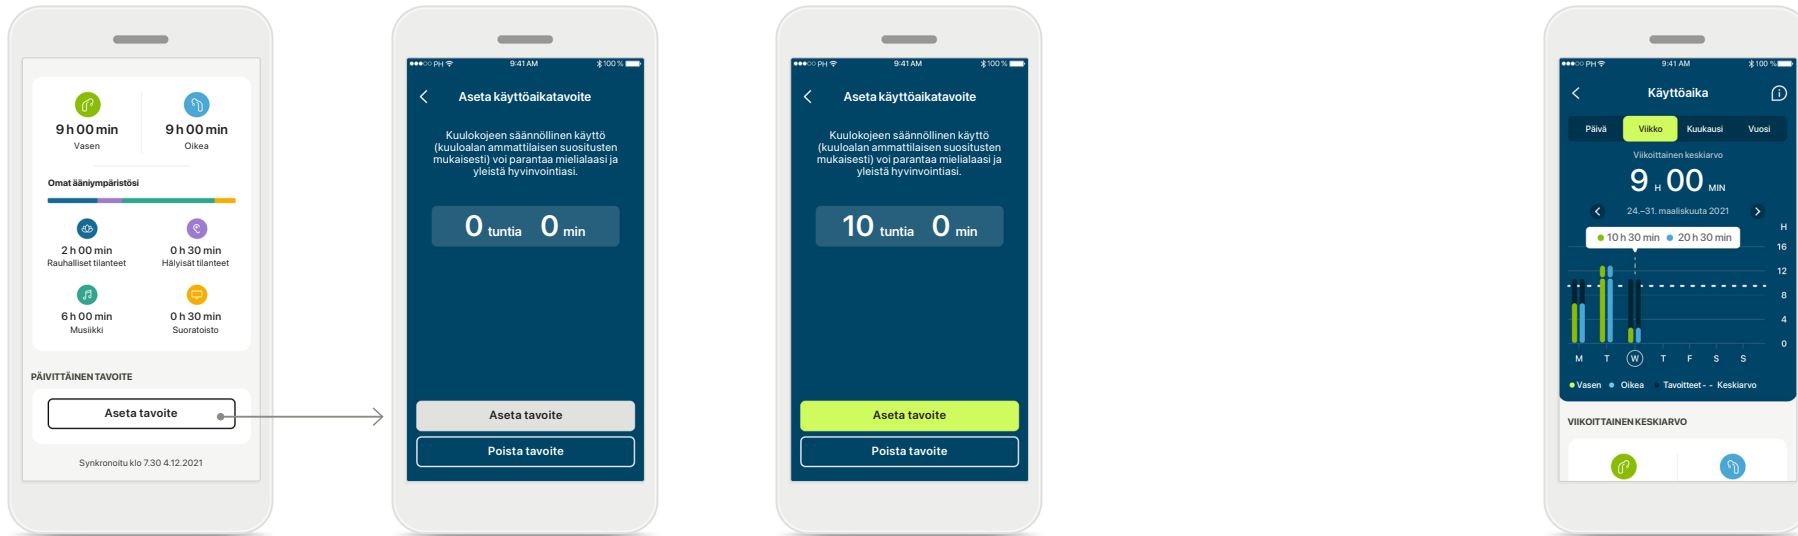 9 h 00 min
9 h 00 min
Vasen
Oikea
Omat ääniympäristösi
2 h 00 min
0 h 30 min
Rauhalliset tilanteet
Hälyisät tilanteet
6 h 00 min
0 h 30 min
Musiikki
Suoratoisto
PÄIVITTÄINEN TAVOITE
Aseta tavoite
Synkronoitu klo 7.30 4.12.2021
PH 9:41 AM 100 %
Aseta käyttöaikatavoite
Kuulokojeen säännöllinen käyttö
(kuuloalan ammattilaisen suositusten
mukaisesti) voi parantaa mielialaasi ja
yleistä hyvinvointiasi.
0 tuntia 0 min
Aseta tavoite
Poista tavoite
PH 9:41 AM 100 %
Aseta käyttöaikatavoite
Kuulokojeen säännöllinen käyttö
(kuuloalan ammattilaisen suositusten
mukaisesti) voi parantaa mielialaasi ja
yleistä hyvinvointiasi.
10 tuntia 0 min
Aseta tavoite
Poista tavoite
PH 9:41 AM 100 %
Käyttöaika
Päivä Viikko Kuukausi Vuosi
Viikoittainen keskiarvo
9 H 00 MIN
24.–31. maaliskuuta 2021
H
10 h 30 min 20 h 30 min
16
12
8
4
0
M T W T F S S
Vasen Oikea Tavoitteet - - Keskiarvo
VIIKOITTAINEN KESKIARVO